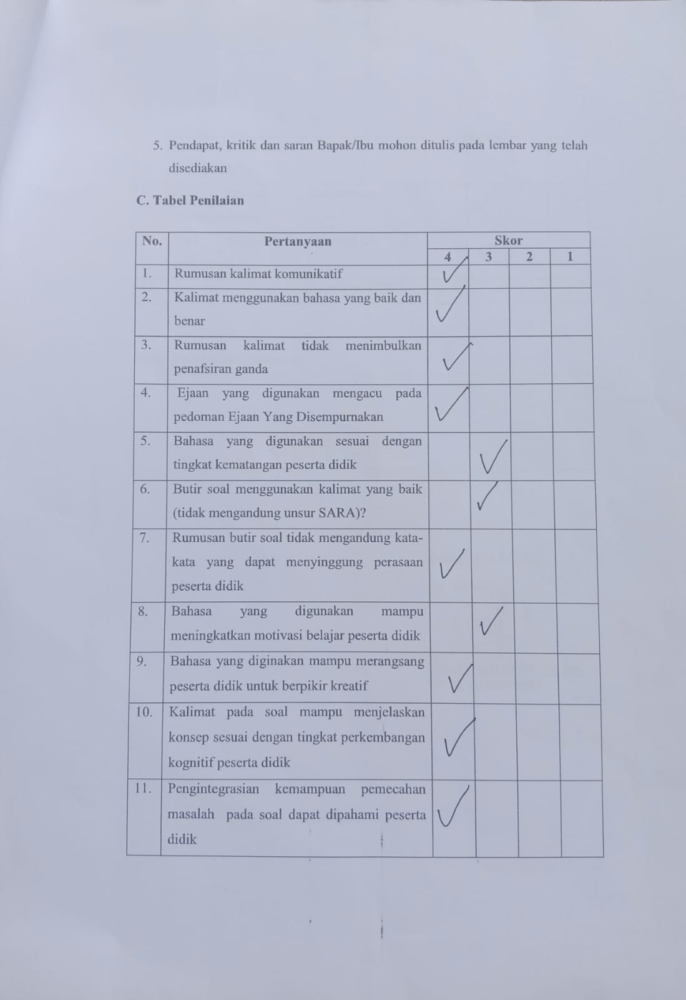 5. Pendapat, kritik dan saran Bapak/Ibu mohon ditulis pada lembar yang telah
disediakan
C. Tabel Penilaian
No. Pertanyaan Skor
4 3 2 1
1. Rumusan kalimat komunikatif ✓
2. Kalimat menggunakan bahasa yang baik dan
benar ✓
3. Rumusan kalimat tidak menimbulkan
penafsiran ganda ✓
4. Ejaan yang digunakan mengacu pada
pedoman Ejaan Yang Disempurnakan ✓
5. Bahasa yang digunakan sesuai dengan
tingkat kematangan peserta didik ✓
6. Butir soal menggunakan kalimat yang baik
(tidak mengandung unsur SARA)? ✓
7. Rumusan butir soal tidak mengandung kata-
kata yang dapat menyinggung perasaan ✓
peserta didik
8. Bahasa yang digunakan mampu
meningkatkan motivasi belajar peserta didik ✓
9. Bahasa yang diginakan mampu merangsang
peserta didik untuk berpikir kreatif ✓
10. Kalimat pada soal mampu menjelaskan
konsep sesuai dengan tingkat perkembangan ✓
kognitif peserta didik
11. Pengintegrasian kemampuan pemecahan
masalah pada soal dapat dipahami peserta ✓
didik